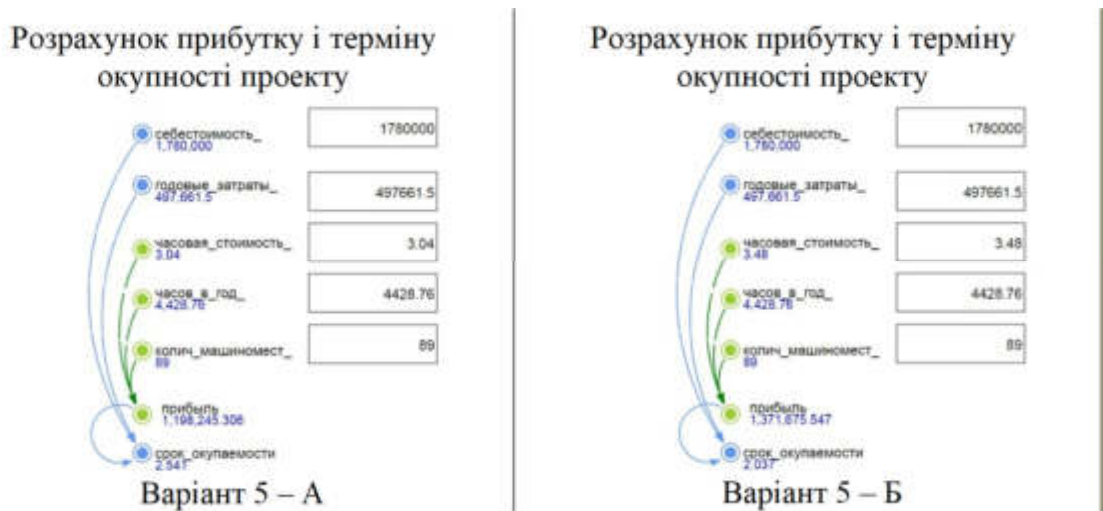 Розрахунок прибутку і терміну
окупності проекту
себестоимость_
1,780,000
1780000
годовые_затраты_
497,661.5
497661.5
часовая_стоимость_
3.04
3.04
часов_в_год_
4,428.76
4428.76
колич_машиномест_
89
89
прибыль
1,198,245.306
срок_окупаемости
2.541
Варіант 5 – А
Розрахунок прибутку і терміну
окупності проекту
себестоимость_
1,780,000
1780000
годовые_затраты_
497,661.5
497661.5
часовая_стоимость_
3.48
3.48
часов_в_год_
4,428.76
4428.76
колич_машиномест_
89
89
прибыль
1,371,675.547
срок_окупаемости
2.037
Варіант 5 – Б